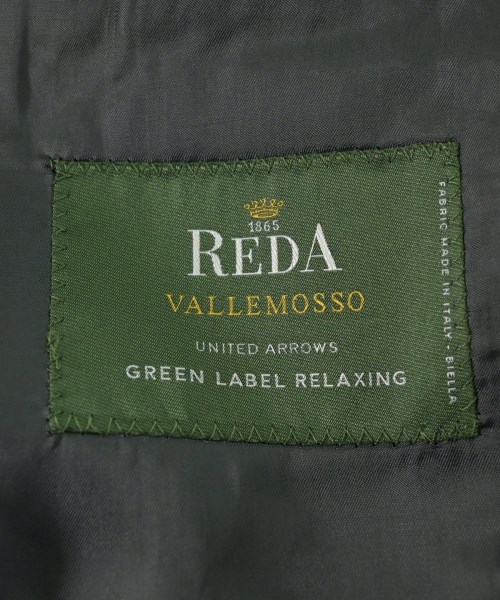 1865
REDA
VALLEMOSSO
UNITED ARROWS
GREEN LABEL RELAXING
FABRIC MADE IN ITALY - BIELLA